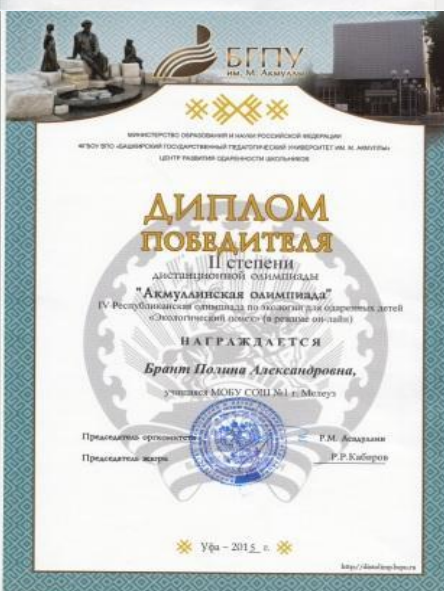 БГПУ
им. М. Акмуллы
МИНИСТЕРСТВО ОБРАЗОВАНИЯ И НАУКИ РОССИЙСКОЙ ФЕДЕРАЦИИ
ФГБОУ ВПО «БАШКИРСКИЙ ГОСУДАРСТВЕННЫЙ ПЕДАГОГИЧЕСКИЙ УНИВЕРСИТЕТ ИМ. М. АКМУЛЛЫ»
ЦЕНТР РАЗВИТИЯ ОДАРЕННОСТИ ШКОЛЬНИКОВ
ДИПЛОМ
ПОБЕДИТЕЛЯ
II степени
дистанционной олимпиады
"Акмуллинская олимпиада"
IV Республиканская олимпиада по экологии для одаренных детей
«Экологический поиск» (в режиме он-лайн)
НАГРАЖДАЕТСЯ
Брант Полина Александровна,
учащаяся МОБУ СОШ №1 г. Мелеуз
Председатель оргкомитета Р.М. Асадуллин
Председатель жюри Р.Р.Кабиров
Уфа – 2015 г.